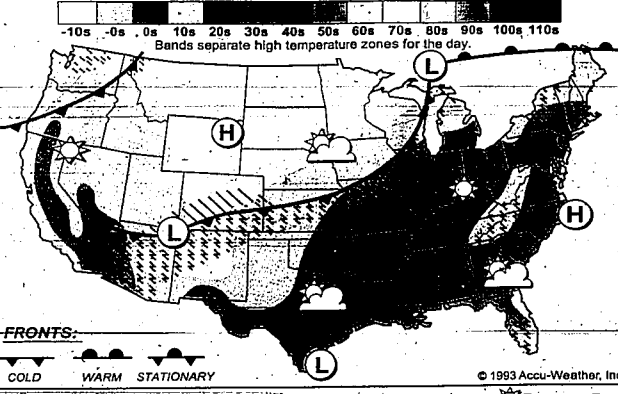 -10s -0s .0s 10s 20s 30s 40s 50s 60s 70s 80s 90s 100s 110s
Bands separate high temperature zones for the day.
L
H
L
H
L
FRONTS:
COLD WARM STATIONARY
© 1993 Accu-Weather, Inc